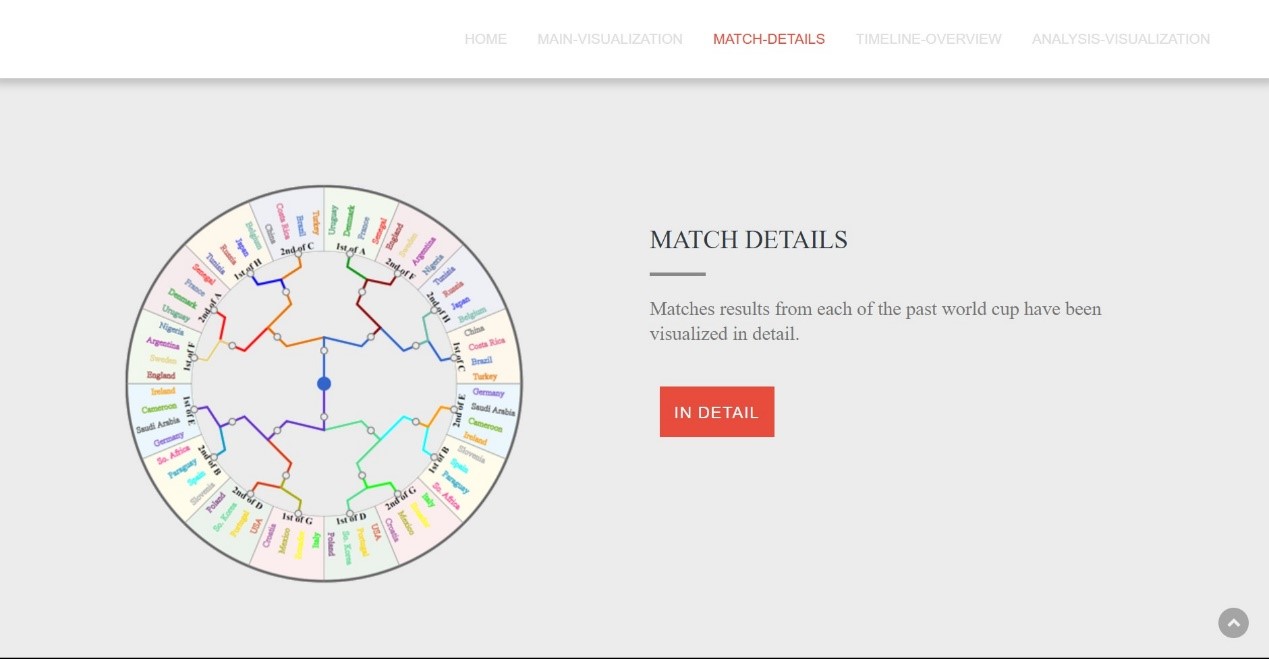 HOME
MAIN-VISUALIZATION
MATCH-DETAILS
TIMELINE-OVERVIEW
ANALYSIS-VISUALIZATION
MATCH DETAILS
Matches results from each of the past world cup have been
visualized in detail.
IN DETAIL
1st of A
Uruguay
Denmark
France
Senegal
2nd of F
England
Sweden
Argentina
Nigeria
2nd of H
Tunisia
Russia
Japan
Belgium
1st of C
China
Costa Rica
Brazil
Turkey
2nd of E
Germany
Saudi Arabia
Cameroon
Ireland
1st of B
Slovenia
Spain
Paraguay
So. Africa
2nd of G
Italy
Mexico
Croatia
1st of D
USA
Portugal
So. Korea
Poland
1st of G
Italy
Mexico
Croatia
2nd of D
USA
Portugal
So. Korea
Poland
2nd of B
Slovenia
Spain
Paraguay
So. Africa
1st of E
Germany
Saudi Arabia
Cameroon
Ireland
1st of F
England
Sweden
Argentina
Nigeria
2nd of A
Uruguay
Denmark
France
Senegal
1st of H
Tunisia
Russia
Japan
Belgium
2nd of C
China
Costa Rica
Brazil
Turkey